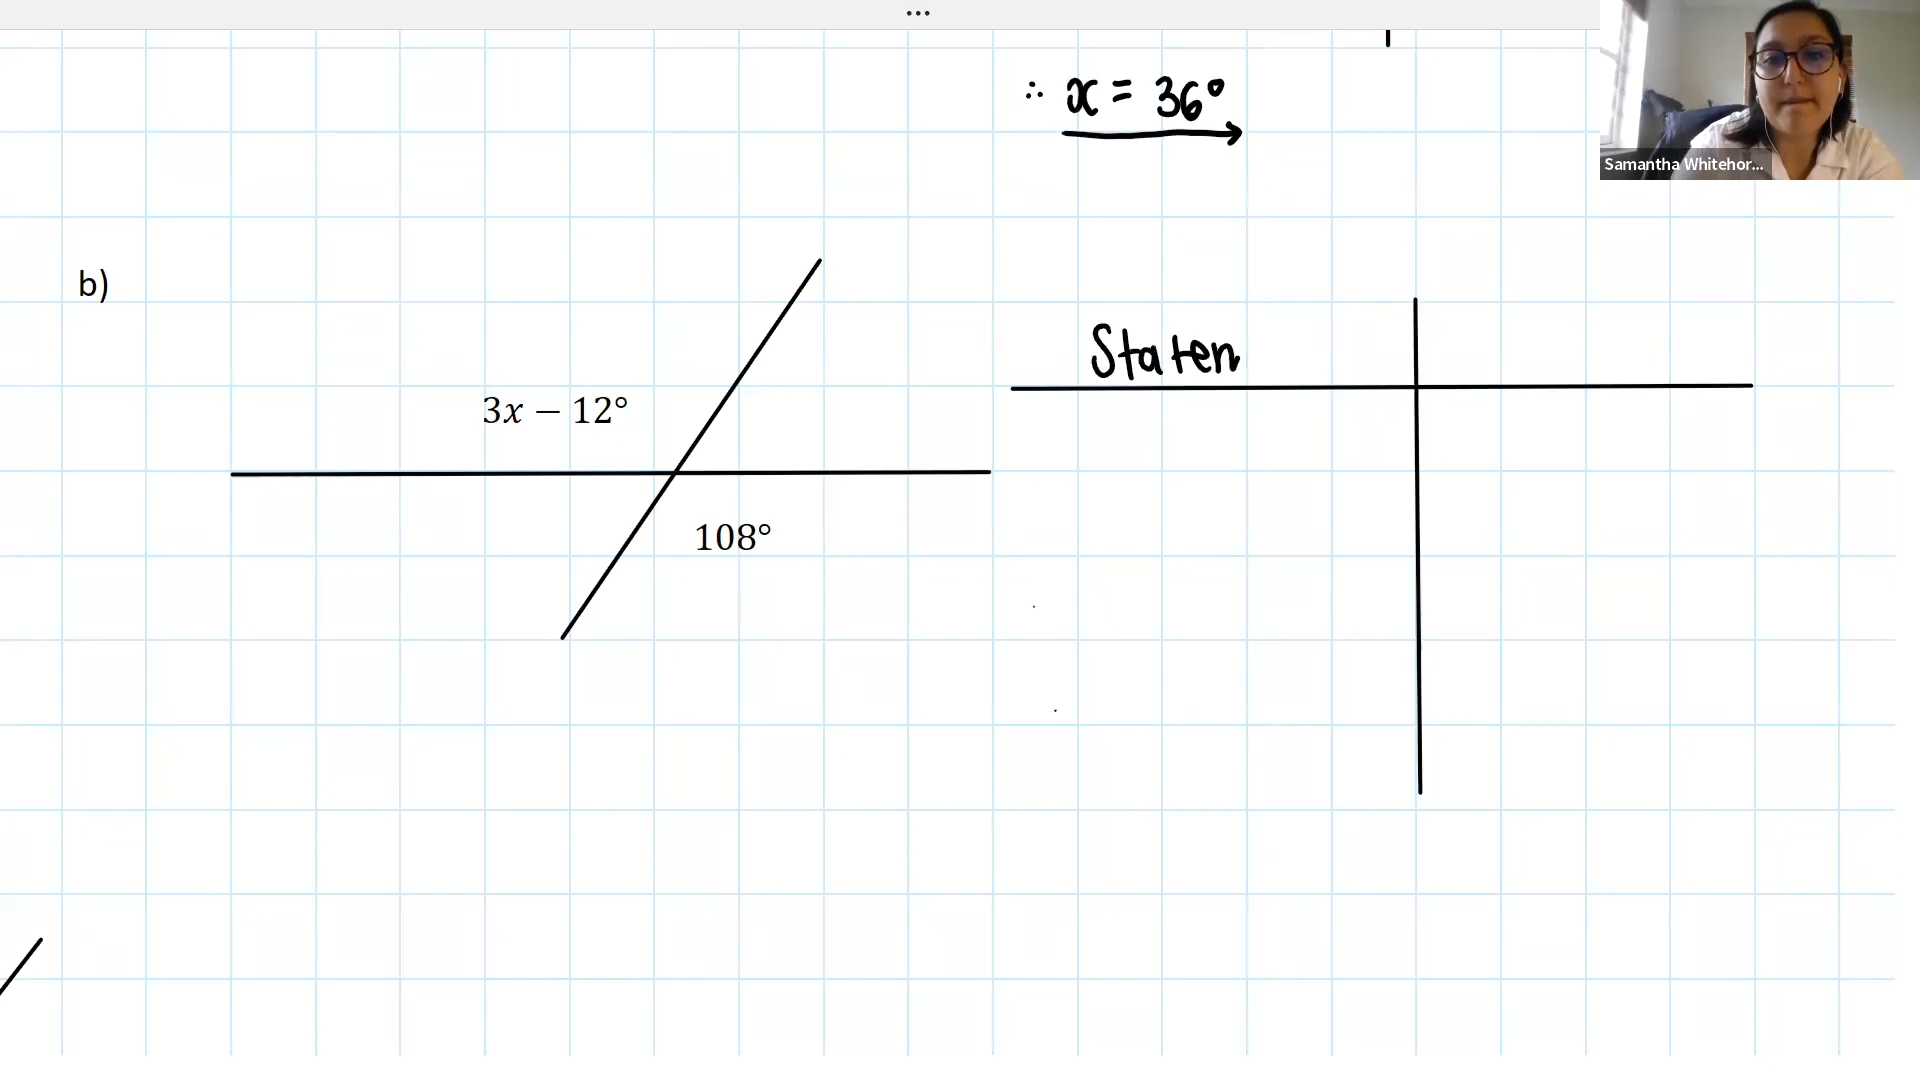 ∴ x = 36°
Samantha Whitehor...
b)
Staten
3x − 12°
108°